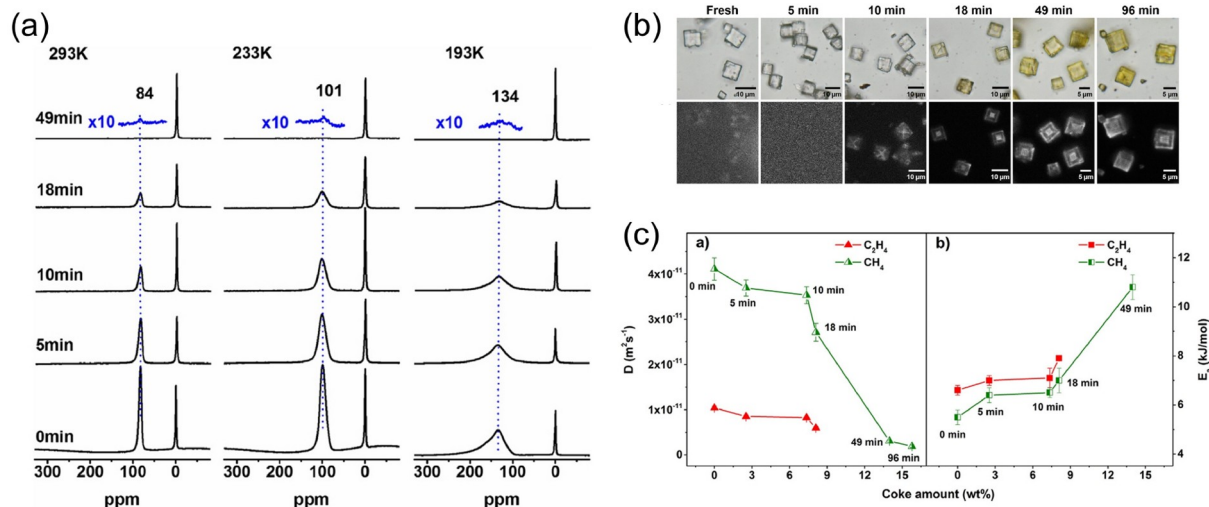 (a)
293K
233K
193K
84
101
134
49min
x10
x10
x10
18min
10min
5min
0min
300 200 100 0
300 200 100 0
300 200 100 0
ppm
ppm
ppm
(b)
Fresh
5 min
10 min
18 min
49 min
96 min
10 μm
10 μm
10 μm
10 μm
5 μm
5 μm
10 μm
10 μm
5 μm
5 μm
(c)
a)
C2H4
CH4
b)
C2H4
CH4
4x10-11
3x10-11
2x10-11
1x10-11
0
D (m2s-1)
0 min
5 min
10 min
18 min
49 min
96 min
0 min
5 min
10 min
18 min
49 min
12
11
10
9
8
7
6
5
4
(kJ/mol)
0 3 6 9 12 15
0 3 6 9 12 15
Coke amount (wt%)